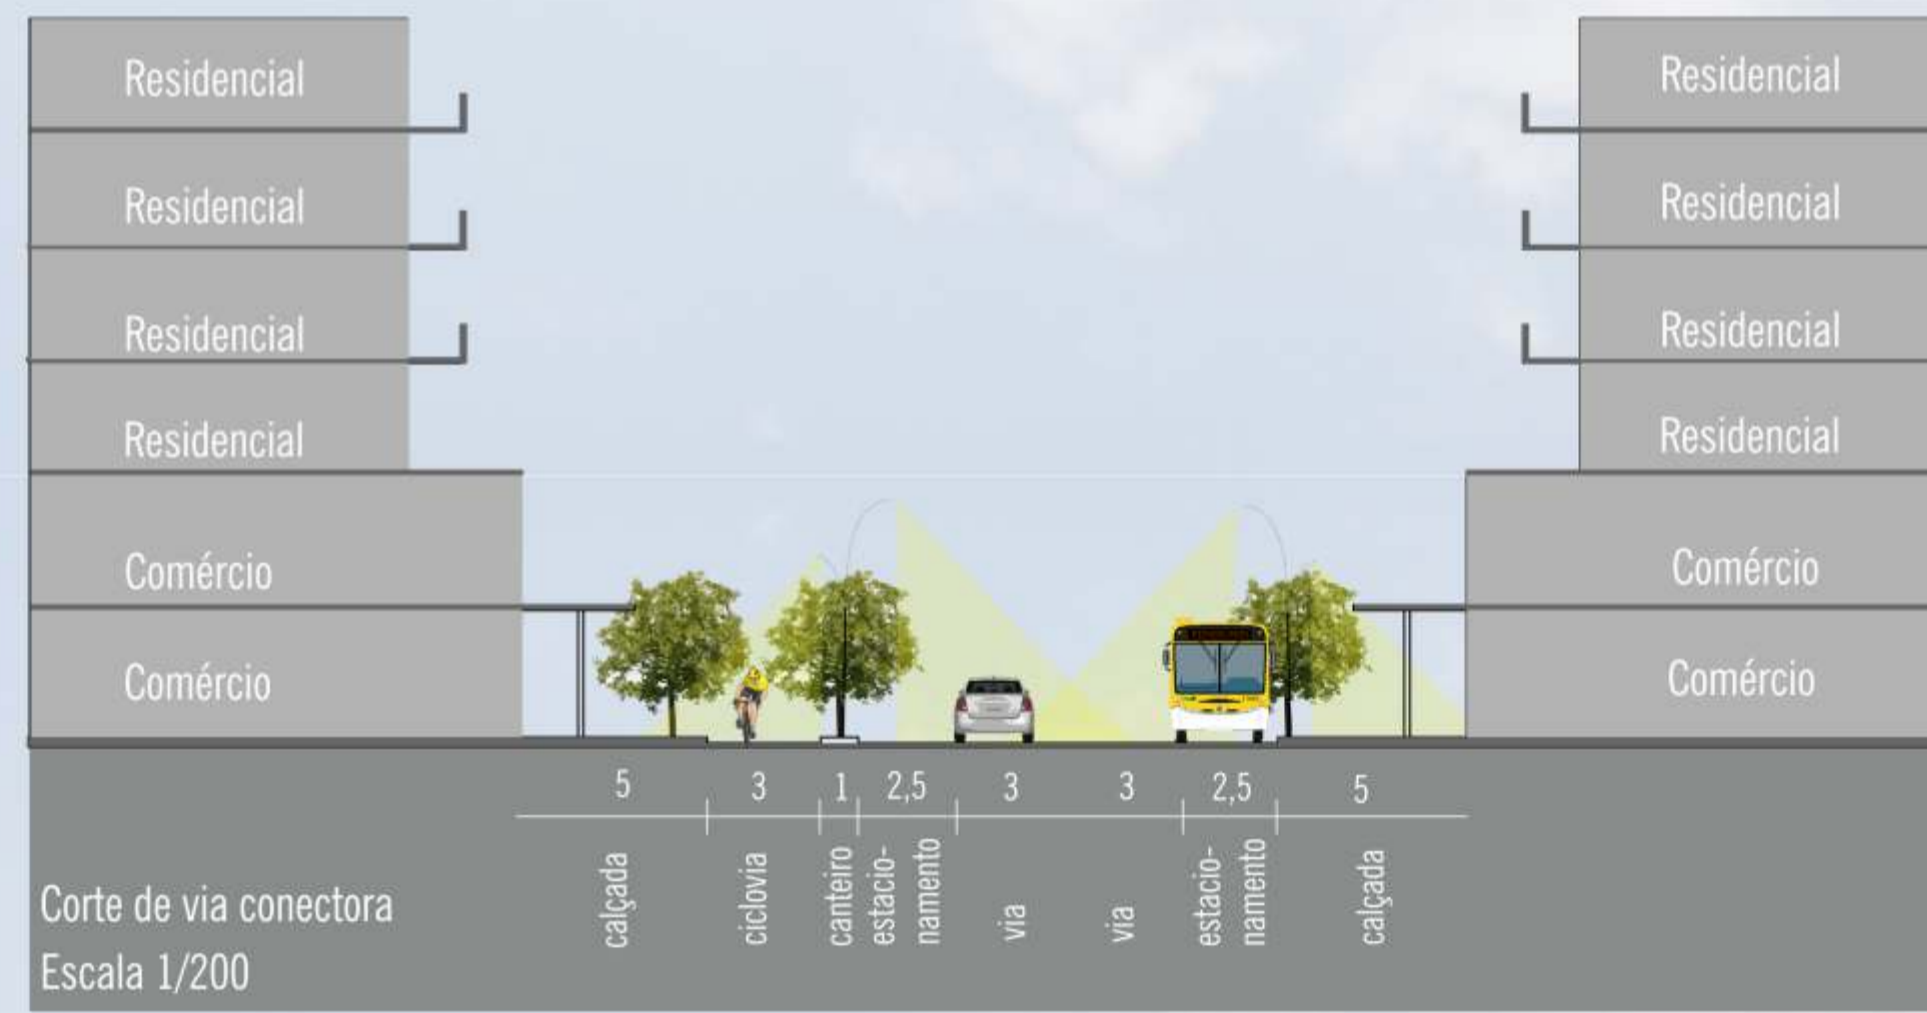 Residencial
Residencial
Residencial
Residencial
Comércio
Comércio
Residencial
Residencial
Residencial
Residencial
Comércio
Comércio
5 3 1 2,5 3 3 2,5 5
calçada
ciclovia
canteiro
estacio-
namento
via
via
estacio-
namento
calçada
Corte de via conectora
Escala 1/200